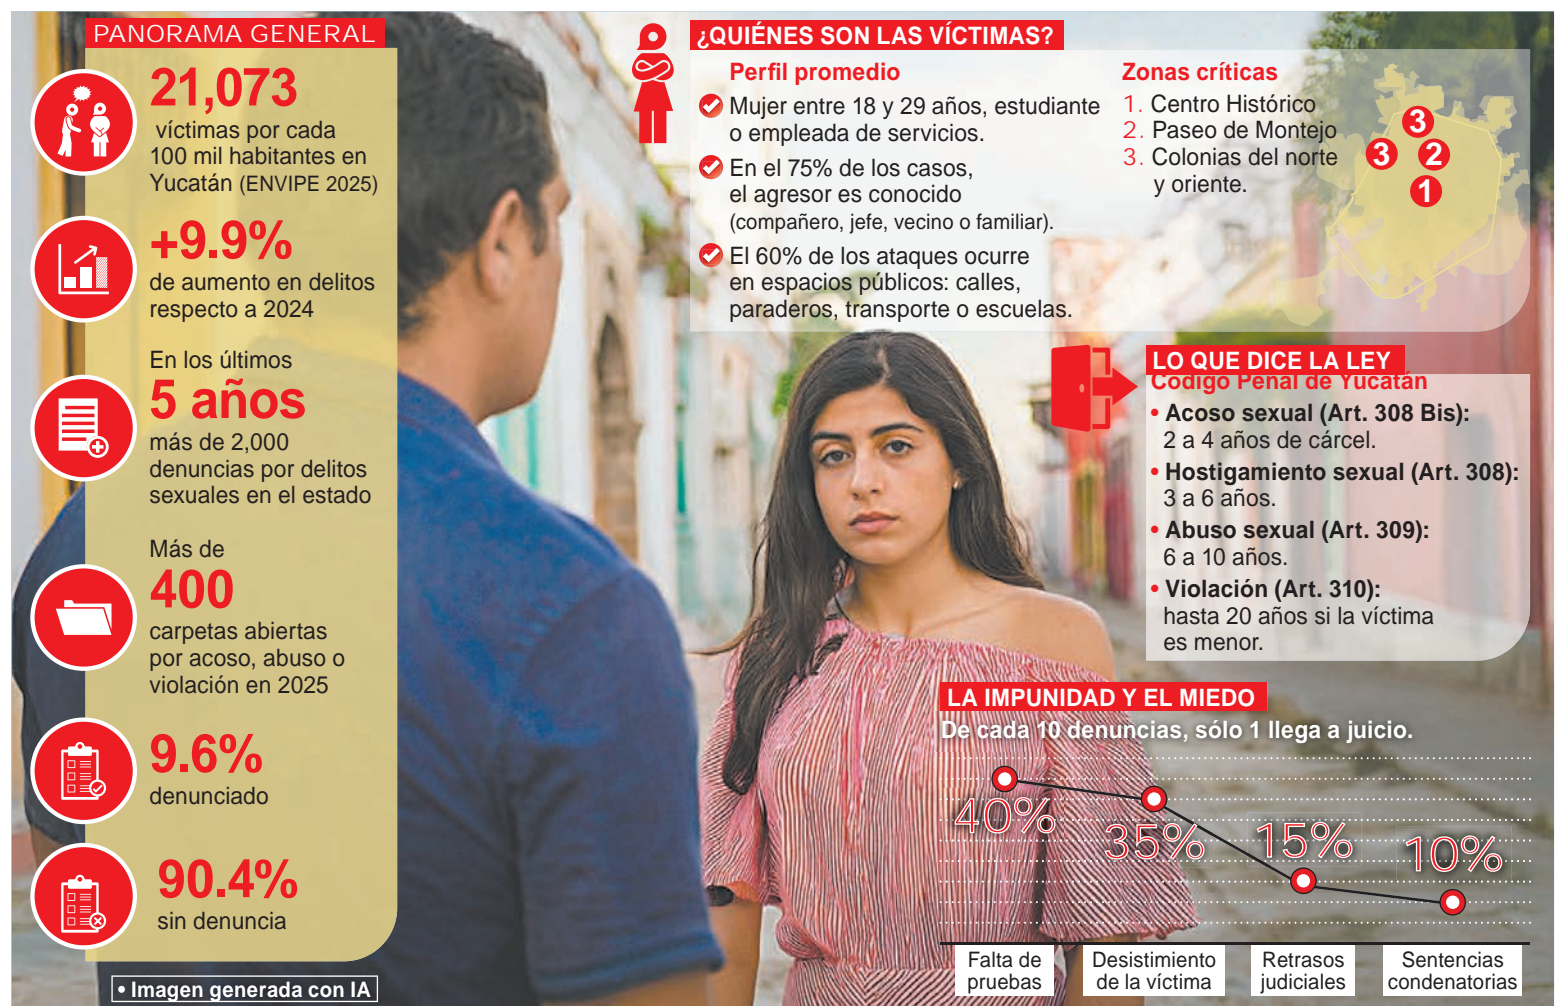 PANORAMA GENERAL
21,073
víctimas por cada
100 mil habitantes en
Yucatán (ENVIPE 2025)
+9.9%
de aumento en delitos
respecto a 2024
En los últimos
5 años
más de 2,000
denuncias por delitos
sexuales en el estado
Más de
400
carpetas abiertas
por acoso, abuso o
violación en 2025
9.6%
denunciado
90.4%
sin denuncia
• Imagen generada con IA
¿QUIÉNES SON LAS VÍCTIMAS?
Perfil promedio
Mujer entre 18 y 29 años, estudiante
o empleada de servicios.
En el 75% de los casos,
el agresor es conocido
(compañero, jefe, vecino o familiar).
El 60% de los ataques ocurre
en espacios públicos: calles,
paraderos, transporte o escuelas.
Zonas críticas
1. Centro Histórico
2. Paseo de Montejo
3. Colonias del norte
y oriente.
3
3
2
1
LO QUE DICE LA LEY
Código Penal de Yucatán
• Acoso sexual (Art. 308 Bis):
2 a 4 años de cárcel.
• Hostigamiento sexual (Art. 308):
3 a 6 años.
• Abuso sexual (Art. 309):
6 a 10 años.
• Violación (Art. 310):
hasta 20 años si la víctima
es menor.
LA IMPUNIDAD Y EL MIEDO
De cada 10 denuncias, sólo 1 llega a juicio.
40%
35%
15%
10%
Falta de
pruebas
Desistimiento
de la víctima
Retrasos
judiciales
Sentencias
condenatorias